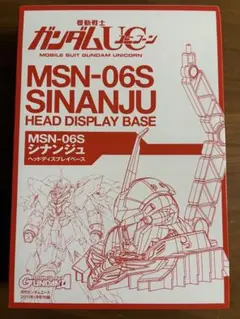 機動戦士
ガンダムUC
ユニコーン
MOBILE SUIT GUNDAM UNICORN
MSN-06S
SINANJU
HEAD DISPLAY BASE
MSN-06S
シナンジュ
ヘッドディスプレイベース
GUNDAM